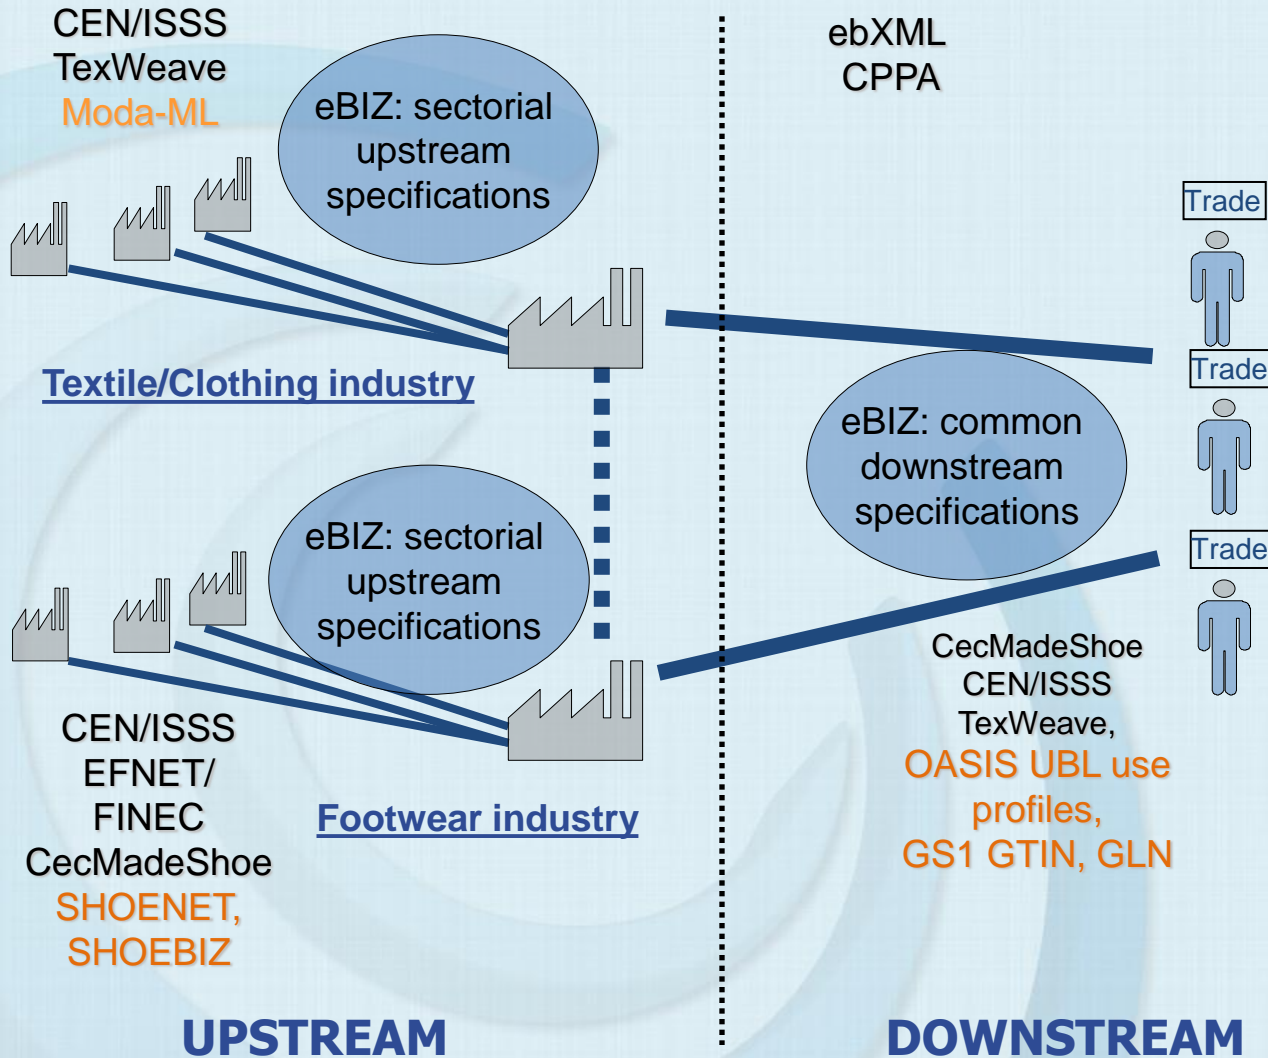 CEN/ISSS
TexWeave
Moda-ML
eBIZ: sectorial
upstream
specifications
ebXML
CPPA
Trade
Textile/Clothing industry
Trade
eBIZ: common
downstream
specifications
eBIZ: sectorial
upstream
specifications
Trade
CEN/ISSS
EFNET/
FINEC
CecMadeShoe
SHOENET,
SHOEBIZ
Footwear industry
CecMadeShoe
CEN/ISSS
TexWeave,
OASIS UBL use
profiles,
GS1 GTIN, GLN
UPSTREAM
DOWNSTREAM